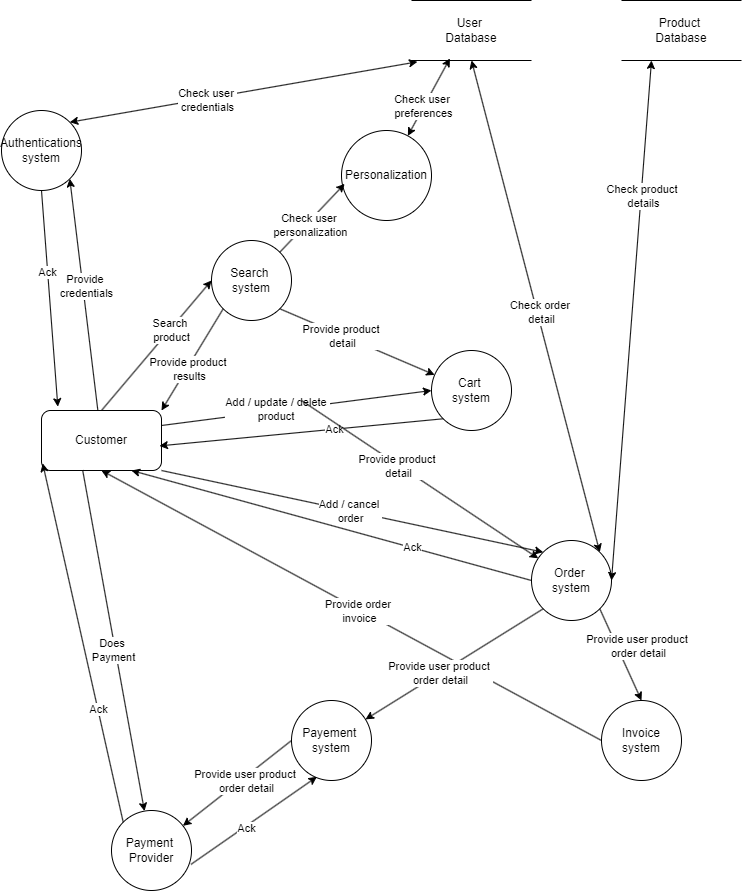 User
Database
Product
Database
Check user
credentials
Check user
preferences
Authentications
system
Personalization
Check product
details
Check user
personalization
Ack
Provide
credentials
Search
system
Search
product
Provide product
detail
Check order
detail
Provide product
results
Cart
system
Add / update / delete
product
Ack
Customer
Provide product
detail
Add / cancel
order
Ack
Order
system
Provide order
invoice
Does
Payment
Provide user product
order detail
Provide user product
order detail
Ack
Payement
system
Invoice
system
Provide user product
order detail
Ack
Payment
Provider